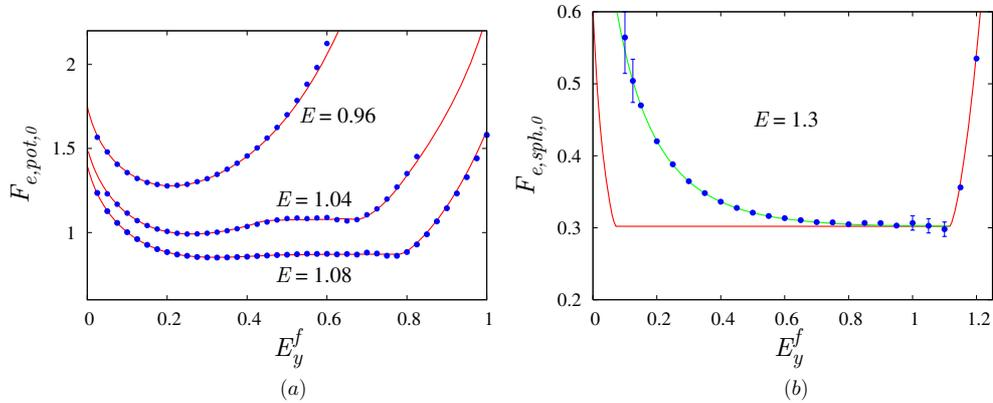 F_{e,pot,0}
2
1.5
1
0
0.2
0.4
0.6
0.8
1
E = 0.96
E = 1.04
E = 1.08
E_y^f
(a)
F_{e,sph,0}
0.6
0.5
0.4
0.3
0.2
0
0.2
0.4
0.6
0.8
1
1.2
E = 1.3
E_y^f
(b)